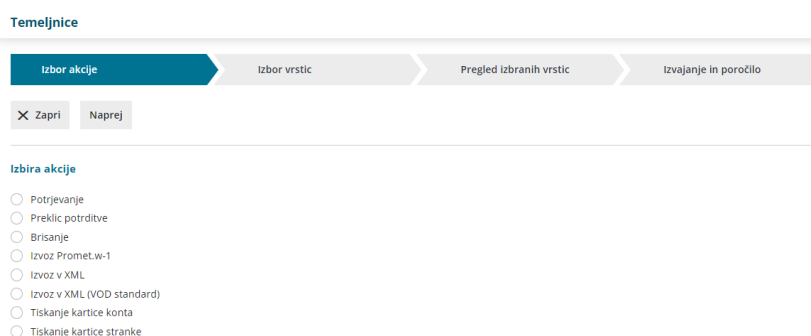 Temeljnice
Izbor akcije
Izbor vrstic
Pregled izbranih vrstic
Izvajanje in poročilo
Zapri
Naprej
Izbira akcije
Potrjevanje
Preklic potrditve
Brisanje
Izvoz Promet.w-1
Izvoz v XML
Izvoz v XML (VOD standard)
Tiskanje kartice konta
Tiskanje kartice stranke